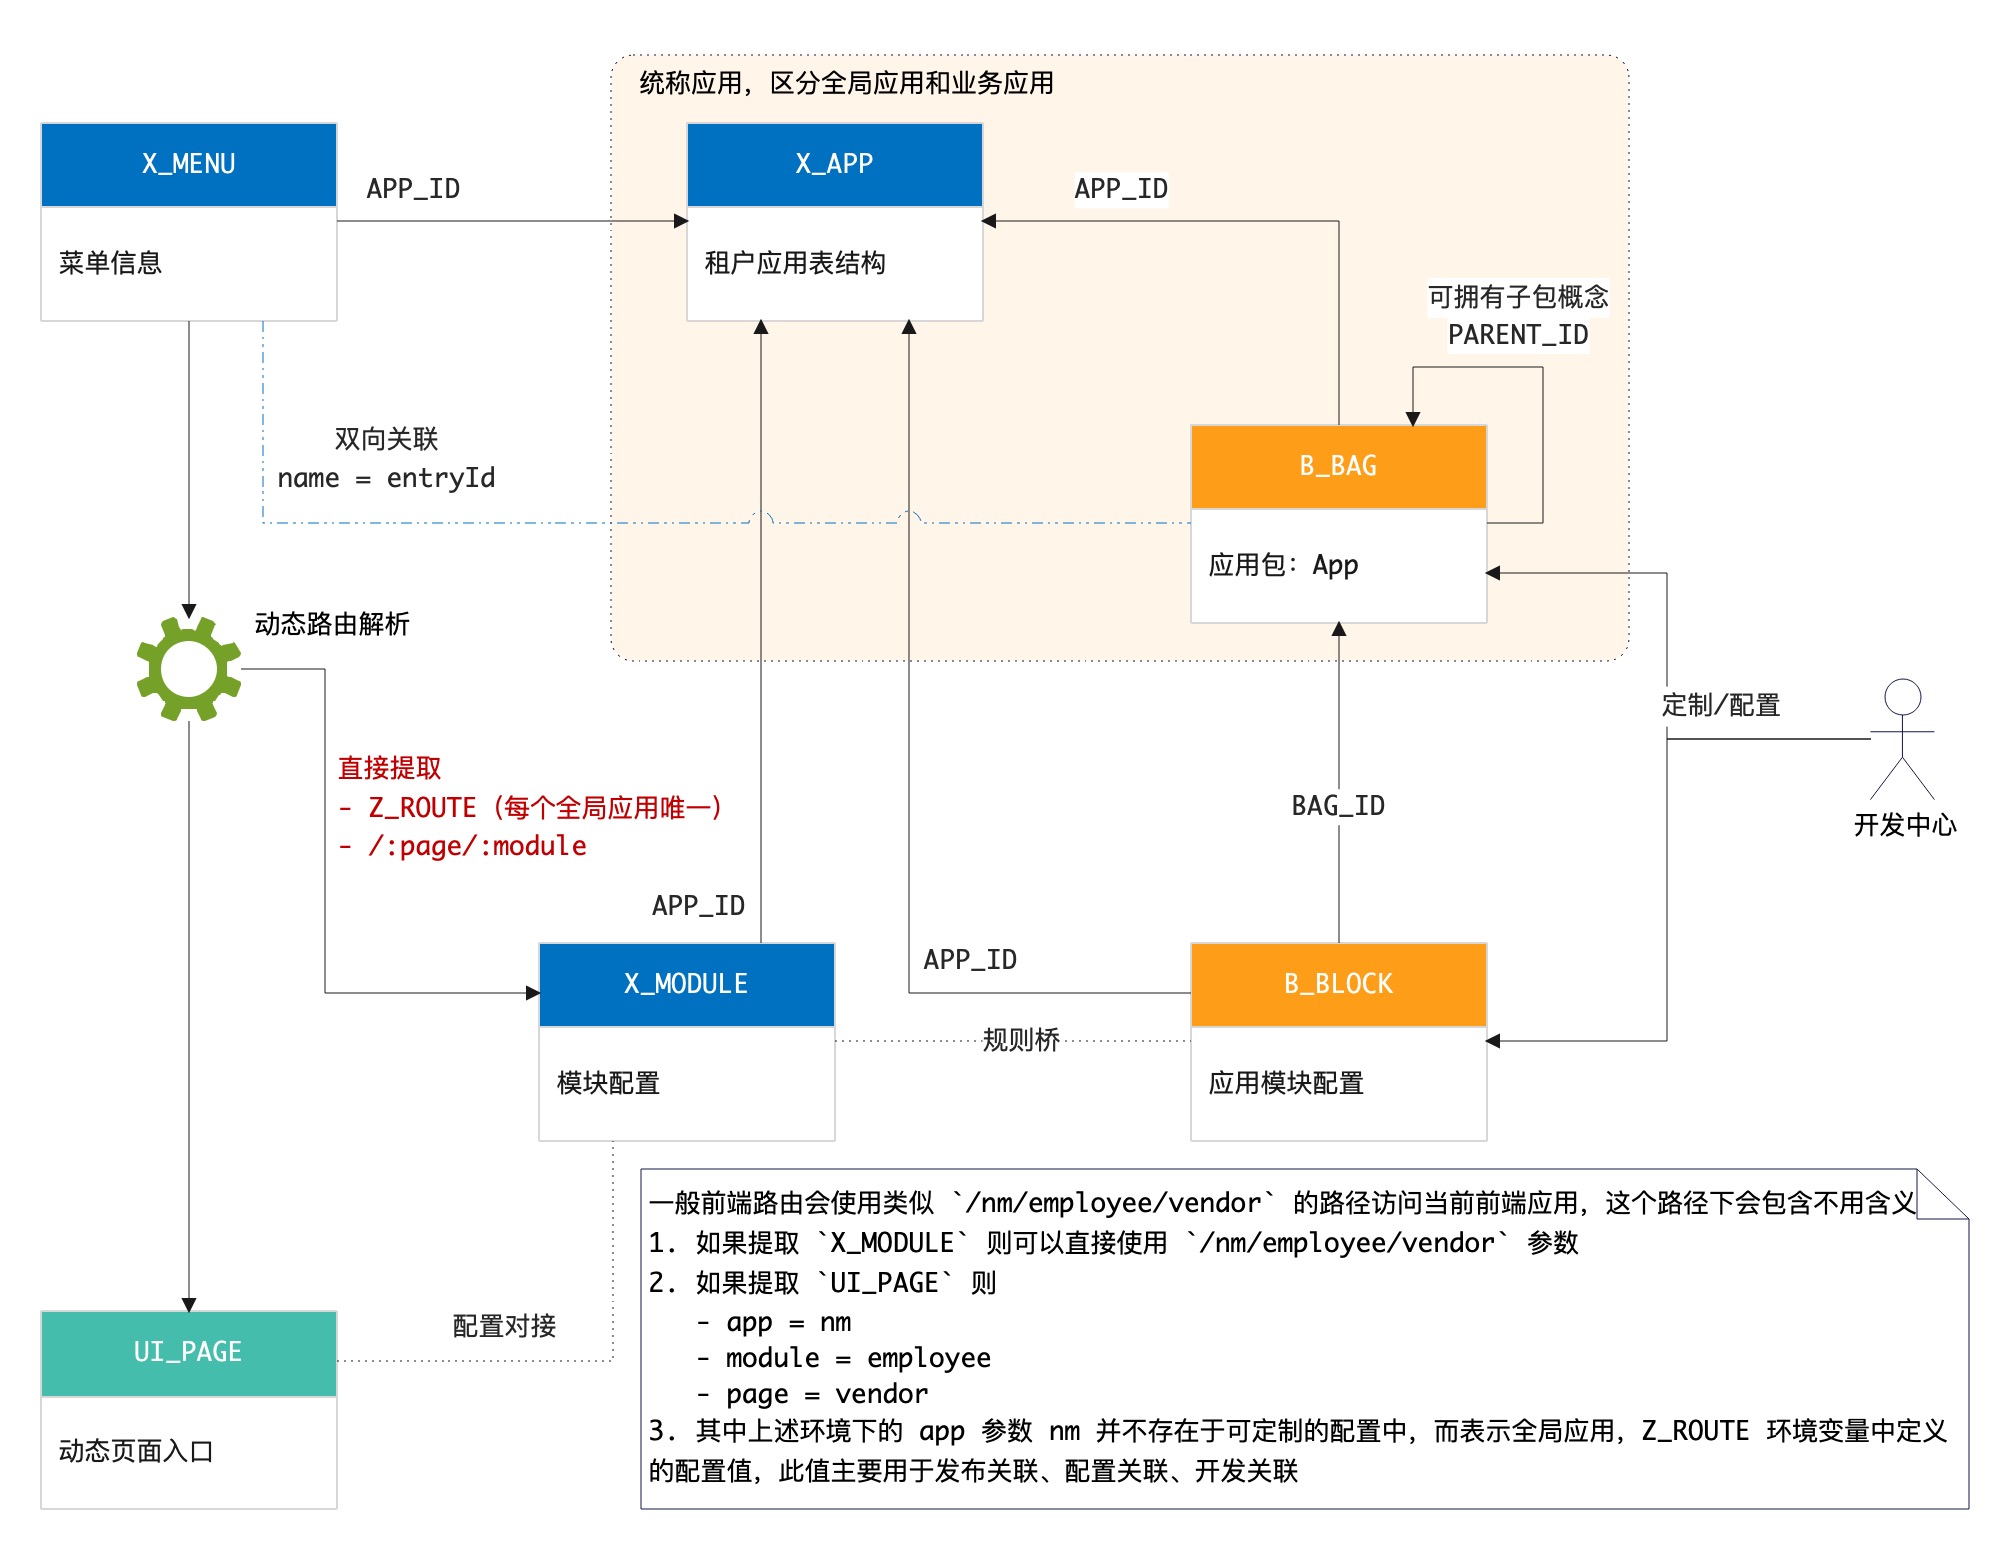 统称应用，区分全局应用和业务应用
X_MENU
菜单信息
APP_ID
X_APP
租户应用表结构
APP_ID
可拥有子包概念
PARENT_ID
双向关联
name = entryId
B_BAG
应用包：App
动态路由解析
直接提取
- Z_ROUTE（每个全局应用唯一）
- /:page/:module
定制/配置
开发中心
BAG_ID
APP_ID
APP_ID
X_MODULE
模块配置
规则桥
B_BLOCK
应用模块配置
配置对接
UI_PAGE
动态页面入口
一般前端路由会使用类似 `/nm/employee/vendor` 的路径访问当前前端应用，这个路径下会包含不用含义
1. 如果提取 `X_MODULE` 则可以直接使用 `/nm/employee/vendor` 参数
2. 如果提取 `UI_PAGE` 则
- app = nm
- module = employee
- page = vendor
3. 其中上述环境下的 app 参数 nm 并不存在于可定制的配置中，而表示全局应用，Z_ROUTE 环境变量中定义
的配置值，此值主要用于发布关联、配置关联、开发关联